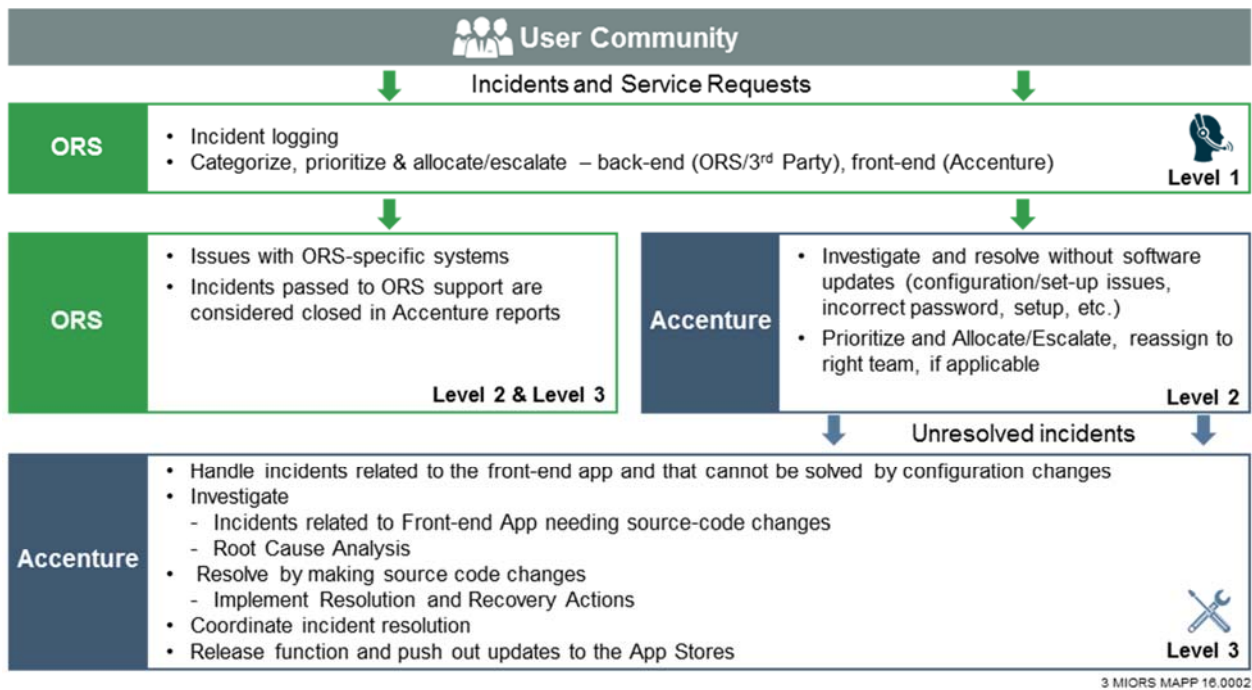 User Community
Incidents and Service Requests
ORS
• Incident logging
• Categorize, prioritize & allocate/escalate – back-end (ORS/3rd Party), front-end (Accenture)
Level 1
ORS
• Issues with ORS-specific systems
• Incidents passed to ORS support are
considered closed in Accenture reports
Level 2 & Level 3
Accenture
• Investigate and resolve without software
updates (configuration/set-up issues,
incorrect password, setup, etc.)
• Prioritize and Allocate/Escalate, reassign to
right team, if applicable
Level 2
Unresolved incidents
Accenture
• Handle incidents related to the front-end app and that cannot be solved by configuration changes
• Investigate
- Incidents related to Front-end App needing source-code changes
- Root Cause Analysis
• Resolve by making source code changes
- Implement Resolution and Recovery Actions
• Coordinate incident resolution
• Release function and push out updates to the App Stores
Level 3
3 MIORS MAPP 16.0002